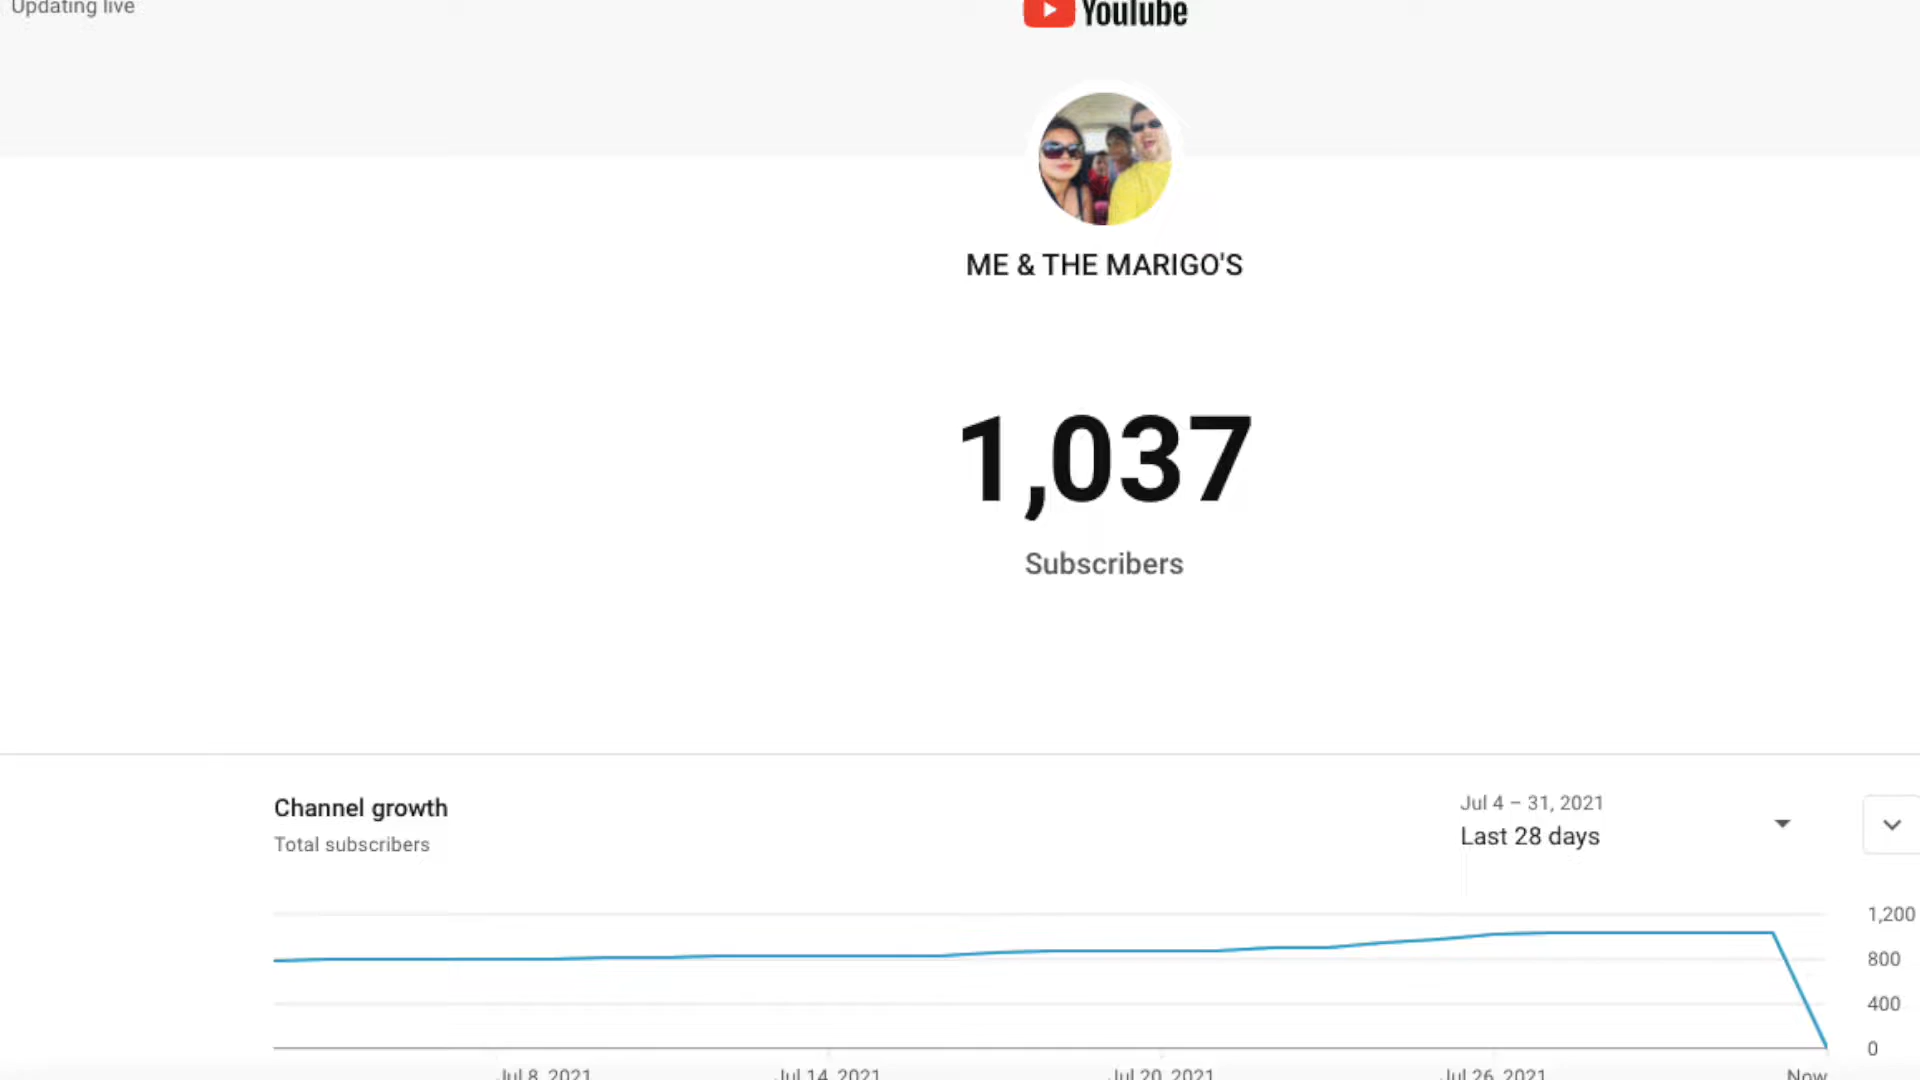 Updating live
YouTube
ME & THE MARIGO'S
1,037
Subscribers
Channel growth
Total subscribers
Jul 4 – 31, 2021
Last 28 days
1,200
800
400
0
Jul 8, 2021
Jul 14, 2021
Jul 20, 2021
Jul 26, 2021
Now